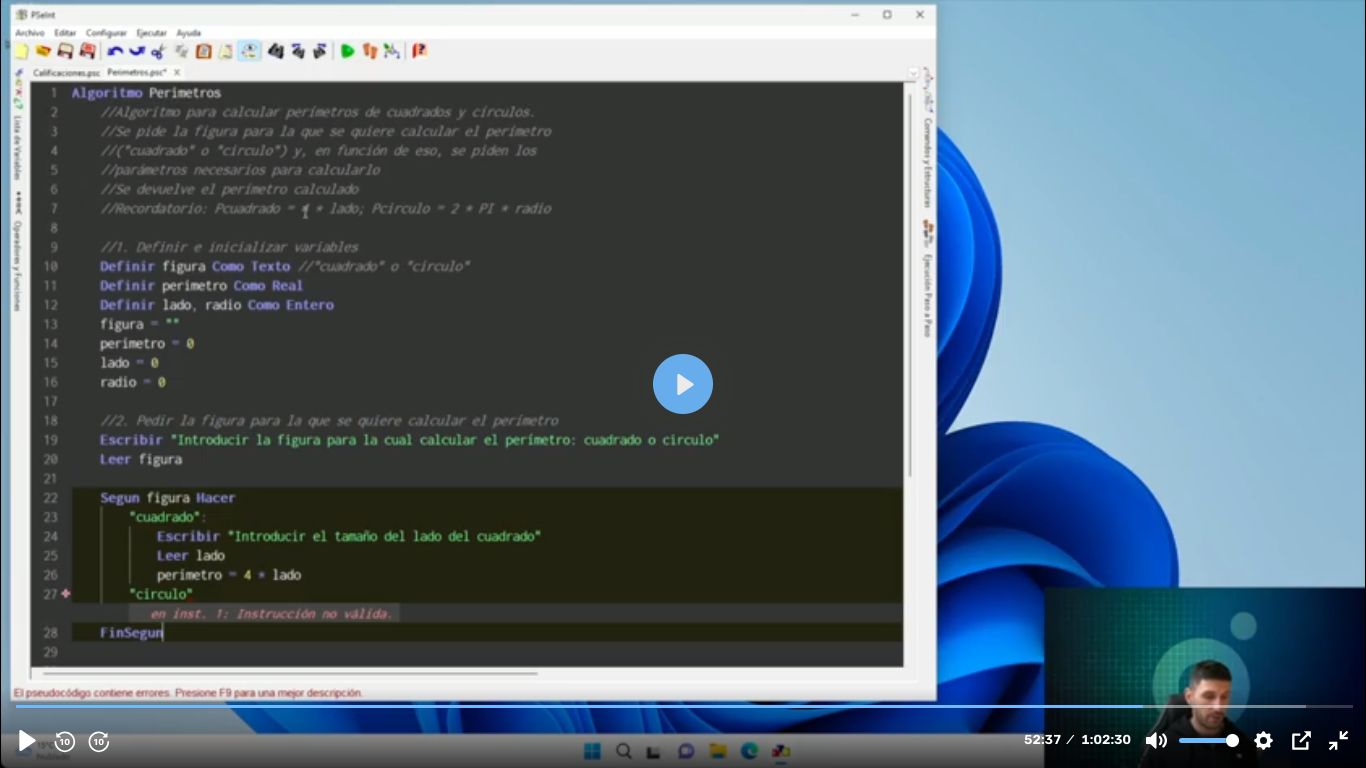 PSeInt
Archivo Editar Configurar Ejecutar Ayuda
Calificaciones.psc Perimetros.psc* X
Lista de Variables
Operadores y Funciones
Comandos y Estructuras
Ejecución Paso a Paso
1 Algoritmo Perimetros
2 //Algoritmo para calcular perímetros de cuadrados y círculos.
3 //Se pide la figura para la que se quiere calcular el perímetro
4 //("cuadrado" o "circulo") y, en función de eso, se piden los
5 //parámetros necesarios para calcularlo
6 //Se devuelve el perímetro calculado
7 //Recordatorio: Pcuadrado = 4 * lado; Pcirculo = 2 * PI * radio
8
9 //1. Definir e inicializar variables
10 Definir figura Como Texto //"cuadrado" o "circulo"
11 Definir perimetro Como Real
12 Definir lado, radio Como Entero
13 figura = ""
14 perimetro = 0
15 lado = 0
16 radio = 0
17
18 //2. Pedir la figura para la que se quiere calcular el perímetro
19 Escribir "Introducir la figura para la cual calcular el perímetro: cuadrado o circulo"
20 Leer figura
21
22 Segun figura Hacer
23 "cuadrado":
24 Escribir "Introducir el tamaño del lado del cuadrado"
25 Leer lado
26 perimetro = 4 * lado
27 "circulo"
en inst. 1: Instrucción no válida.
28 FinSegun
29
El pseudocódigo contiene errores. Presione F9 para una mejor descripción.
10 10
52:37 / 1:02:30